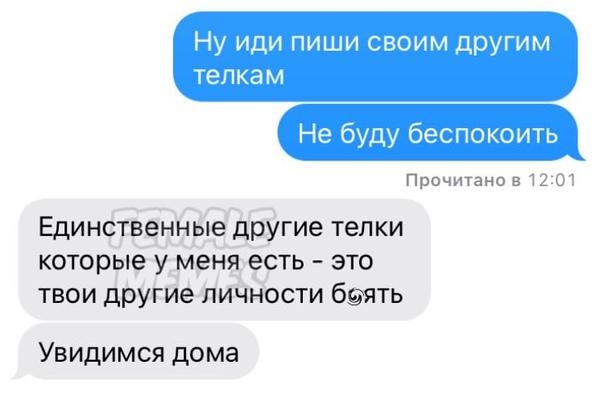 Ну иди пиши своим другим
телкам
Не буду беспокоить
Прочитано в 12:01
Единственные другие телки
которые у меня есть - это
твои другие личности б꩜ять
Увидимся дома
FEMALE
MEMES